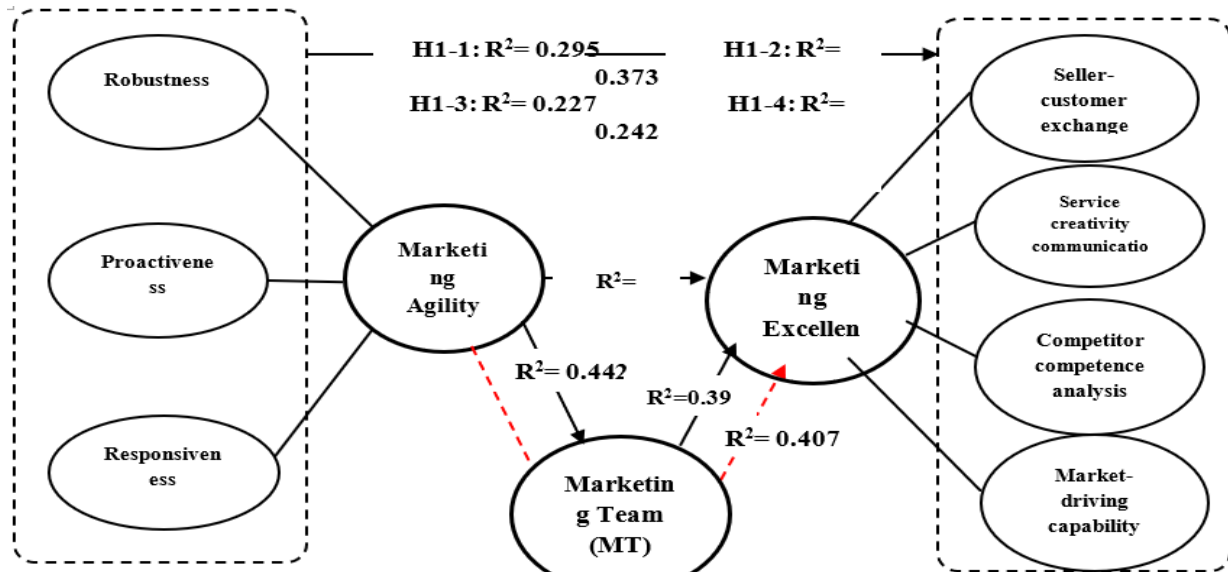 H1-1: R²= 0.295
H1-2: R²=
0.373
H1-3: R²= 0.227
H1-4: R²=
0.242
Robustness
Proactivene
ss
Responsiven
ess
Marketi
ng
Agility
R²=
Marketi
ng
Excellen
R²= 0.442
R²=0.39
R²= 0.407
Marketin
g Team
(MT)
Seller-
customer
exchange
Service
creativity
communicatio
Competitor
competence
analysis
Market-
driving
capability